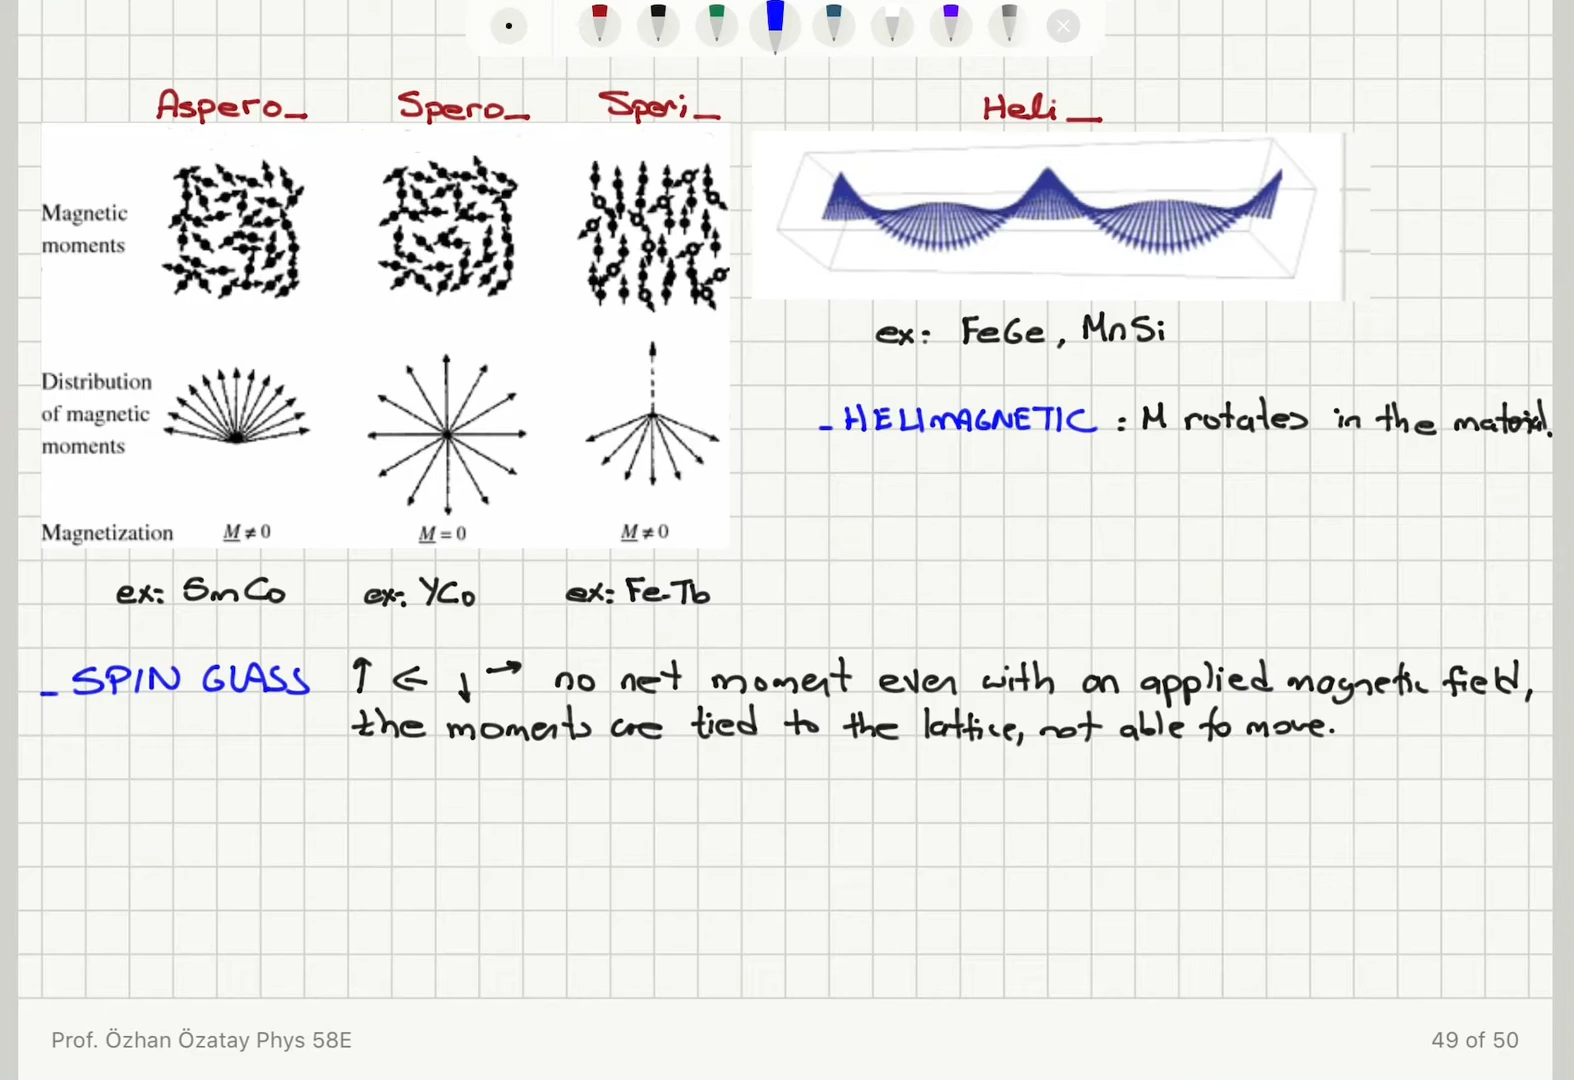 Aspero_ Spero_ Speri_ Heli_
Magnetic
moments
Distribution
of magnetic
moments
Magnetization M ≠ 0 M = 0 M ≠ 0
ex: SmCo ex: YCo ex: Fe-Tb
ex: FeGe, MnSi
- HELIMAGNETIC : M rotates in the material.
- SPIN GLASS ↑ ← ↓ → no net moment even with an applied magnetic field,
the moments are tied to the lattice, not able to move.
Prof. Özhan Özatay Phys 58E
49 of 50